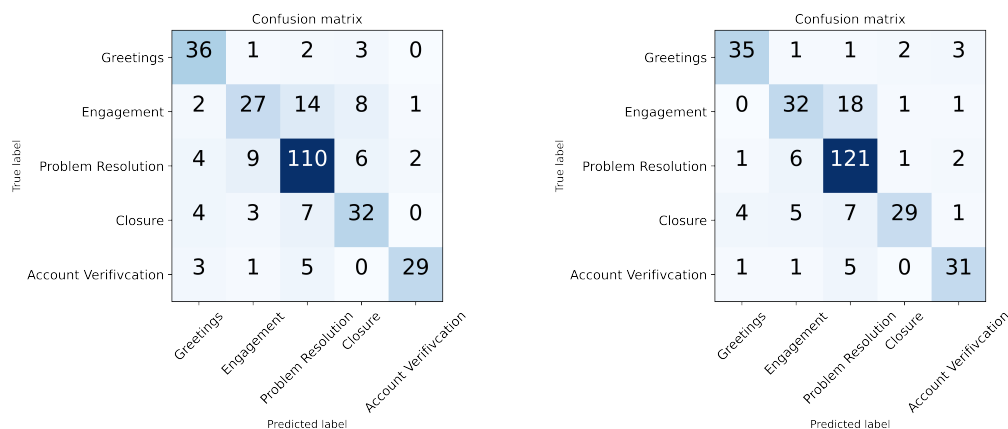 Confusion matrix
Greetings 36 1 2 3 0
Engagement 2 27 14 8 1
Problem Resolution 4 9 110 6 2
Closure 4 3 7 32 0
Account Verifivcation 3 1 5 0 29
True label
Greetings
Engagement
Problem Resolution
Closure
Account Verifivcation
Predicted label
Confusion matrix
Greetings 35 1 1 2 3
Engagement 0 32 18 1 1
Problem Resolution 1 6 121 1 2
Closure 4 5 7 29 1
Account Verifivcation 1 1 5 0 31
True label
Greetings
Engagement
Problem Resolution
Closure
Account Verifivcation
Predicted label